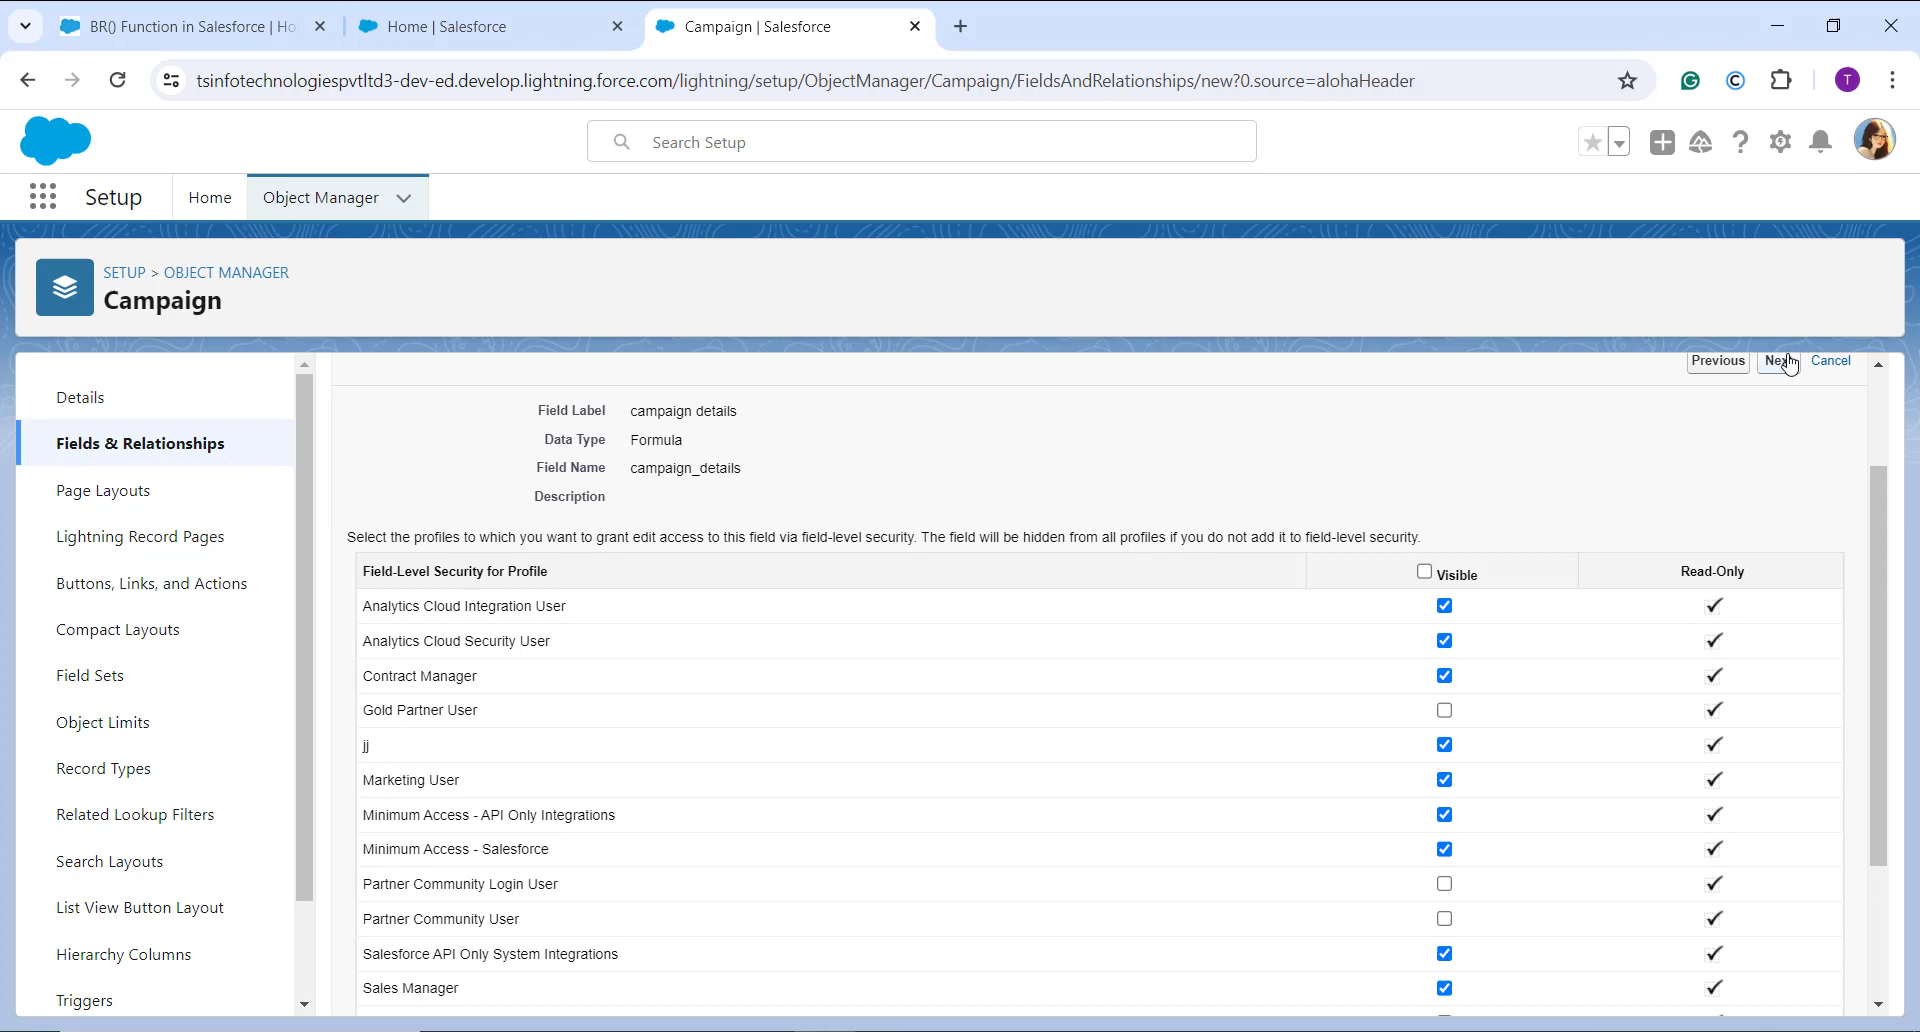 BR() Function in Salesforce | Ho
Home | Salesforce
Campaign | Salesforce
tsinfotechnologiespvtltd3-dev-ed.develop.lightning.force.com/lightning/setup/ObjectManager/Campaign/FieldsAndRelationships/new?0.source=alohaHeader
T
Search Setup
Setup
Home
Object Manager
SETUP > OBJECT MANAGER
Campaign
Details
Fields & Relationships
Page Layouts
Lightning Record Pages
Buttons, Links, and Actions
Compact Layouts
Field Sets
Object Limits
Record Types
Related Lookup Filters
Search Layouts
List View Button Layout
Hierarchy Columns
Triggers
Previous
Next
Cancel
Field Label campaign details
Data Type Formula
Field Name campaign_details
Description
Select the profiles to which you want to grant edit access to this field via field-level security. The field will be hidden from all profiles if you do not add it to field-level security.
Field-Level Security for Profile Visible Read-Only
Analytics Cloud Integration User
Analytics Cloud Security User
Contract Manager
Gold Partner User
jj
Marketing User
Minimum Access - API Only Integrations
Minimum Access - Salesforce
Partner Community Login User
Partner Community User
Salesforce API Only System Integrations
Sales Manager